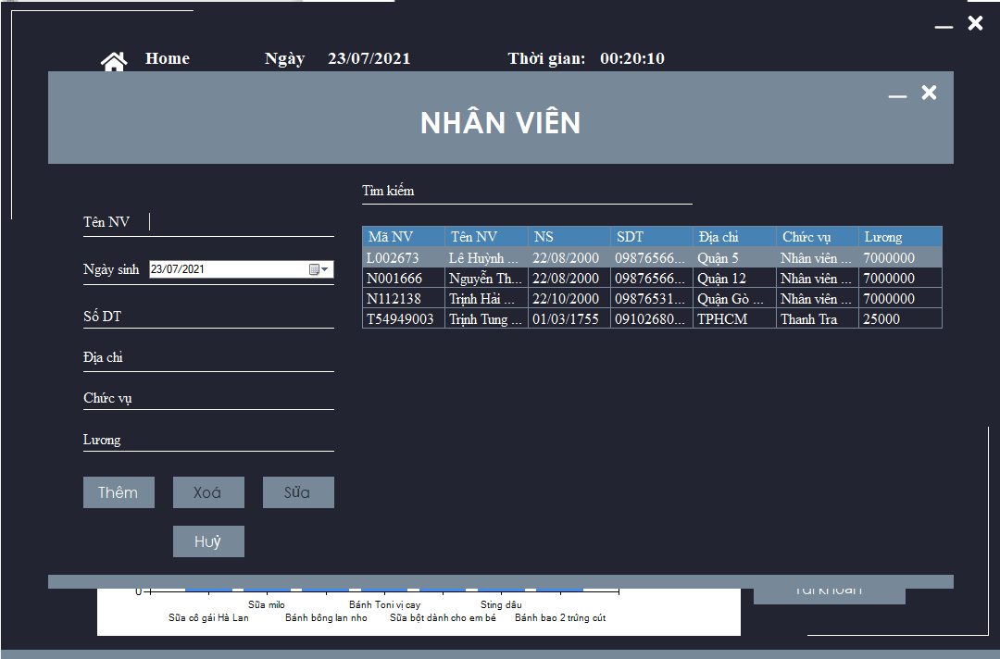 Home Ngày 23/07/2021 Thời gian: 00:20:10
NHÂN VIÊN
Tìm kiếm
Tên NV
Ngày sinh 23/07/2021
Số DT
Địa chỉ
Chức vụ
Lương
Thêm Xoá Sửa
Huỷ
Mã NV Tên NV NS SDT Địa chỉ Chức vụ Lương
L002673 Lê Huỳnh ... 22/08/2000 09876566... Quận 5 Nhân viên ... 7000000
N001666 Nguyễn Th... 22/08/2000 09876566... Quận 12 Nhân viên ... 7000000
N112138 Trịnh Hải ... 22/10/2000 09876531... Quận Gò ... Nhân viên ... 7000000
T54949003 Trịnh Tung ... 01/03/1755 09102680... TPHCM Thanh Tra 25000
0
Sữa milo Bánh Toni vị cay Sting dâu
Sữa cô gái Hà Lan Bánh bông lan nho Sữa bột dành cho em bé Bánh bao 2 trứng cút
Tài khoản